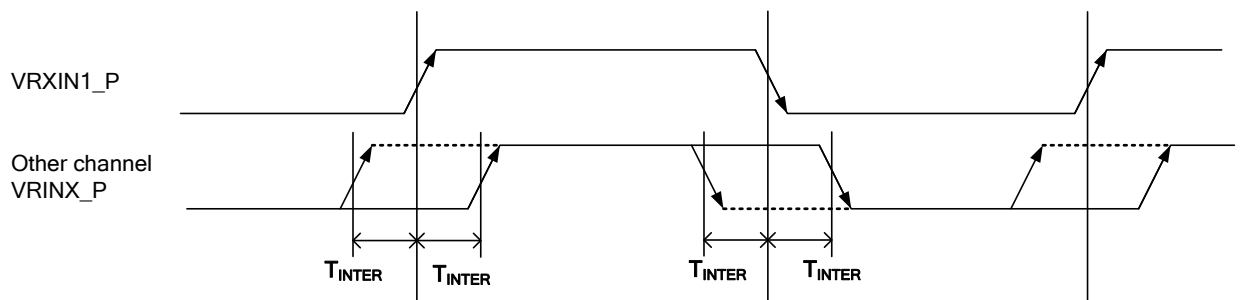 VRXIN1_P
Other channel
VRINX_P
TINTER
TINTER
TINTER
TINTER